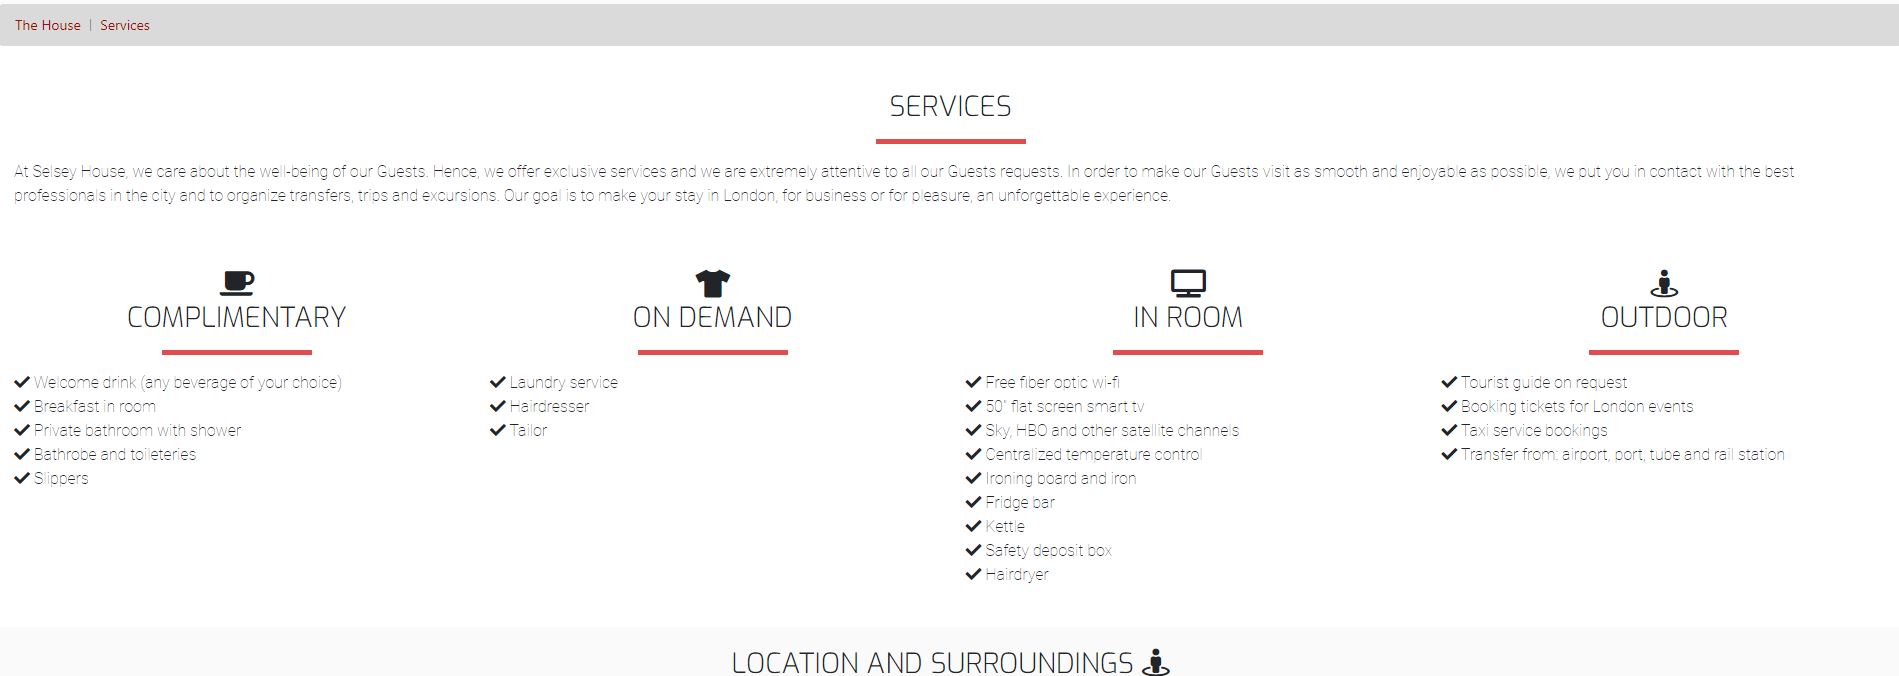 The House | Services
SERVICES
At Selsey House, we care about the well-being of our Guests. Hence, we offer exclusive services and we are extremely attentive to all our Guests requests. In order to make our Guests visit as smooth and enjoyable as possible, we put you in contact with the best
professionals in the city and to organize transfers, trips and excursions. Our goal is to make your stay in London, for business or for pleasure, an unforgettable experience.
COMPLIMENTARY
Welcome drink (any beverage of your choice)
Breakfast in room
Private bathroom with shower
Bathrobe and toileteries
Slippers
ON DEMAND
Laundry service
Hairdresser
Tailor
IN ROOM
Free fiber optic wi-fi
50" flat screen smart tv
Sky, HBO and other satellite channels
Centralized temperature control
Ironing board and iron
Fridge bar
Kettle
Safety deposit box
Hairdryer
OUTDOOR
Tourist guide on request
Booking tickets for London events
Taxi service bookings
Transfer from: airport, port, tube and rail station
LOCATION AND SURROUNDINGS